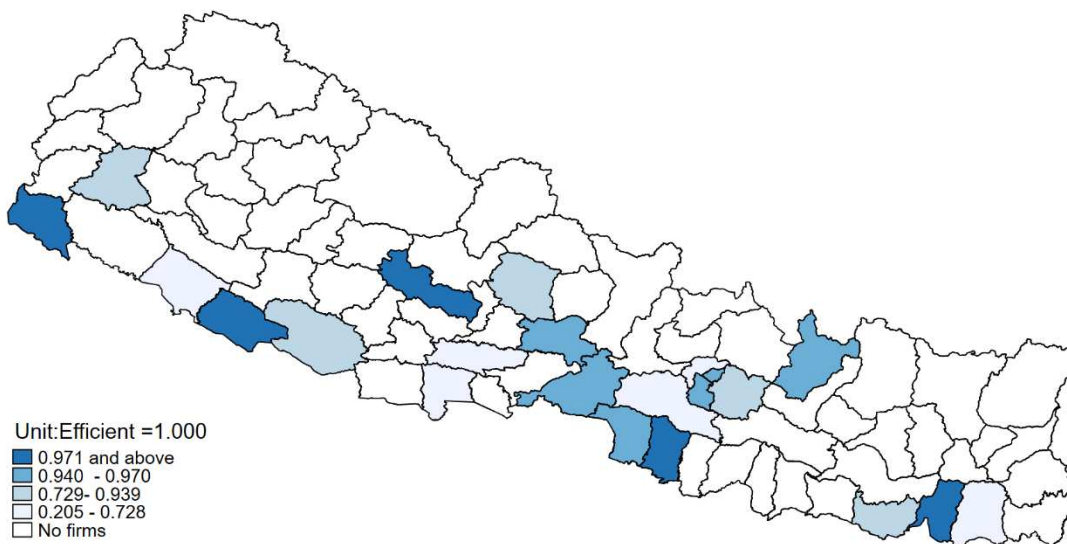 Unit:Efficient =1.000
0.971 and above
0.940 - 0.970
0.729- 0.939
0.205 - 0.728
No firms